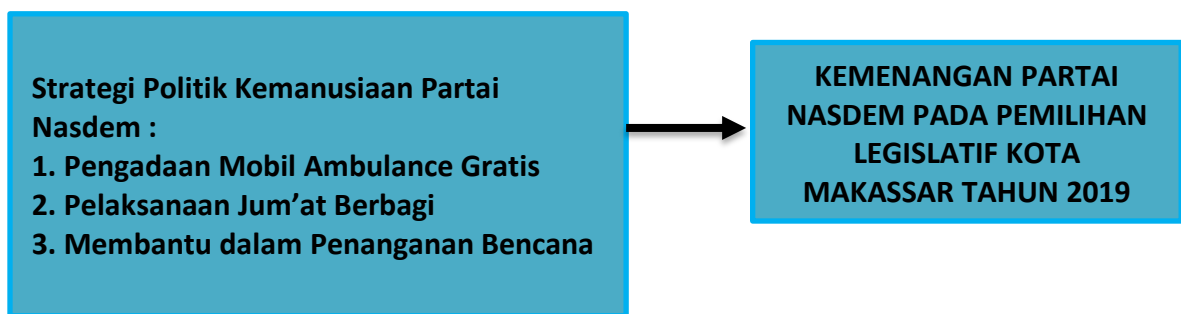 Strategi Politik Kemanusiaan Partai
Nasdem :
1. Pengadaan Mobil Ambulance Gratis
2. Pelaksanaan Jum’at Berbagi
3. Membantu dalam Penanganan Bencana
KEMENANGAN PARTAI
NASDEM PADA PEMILIHAN
LEGISLATIF KOTA
MAKASSAR TAHUN 2019